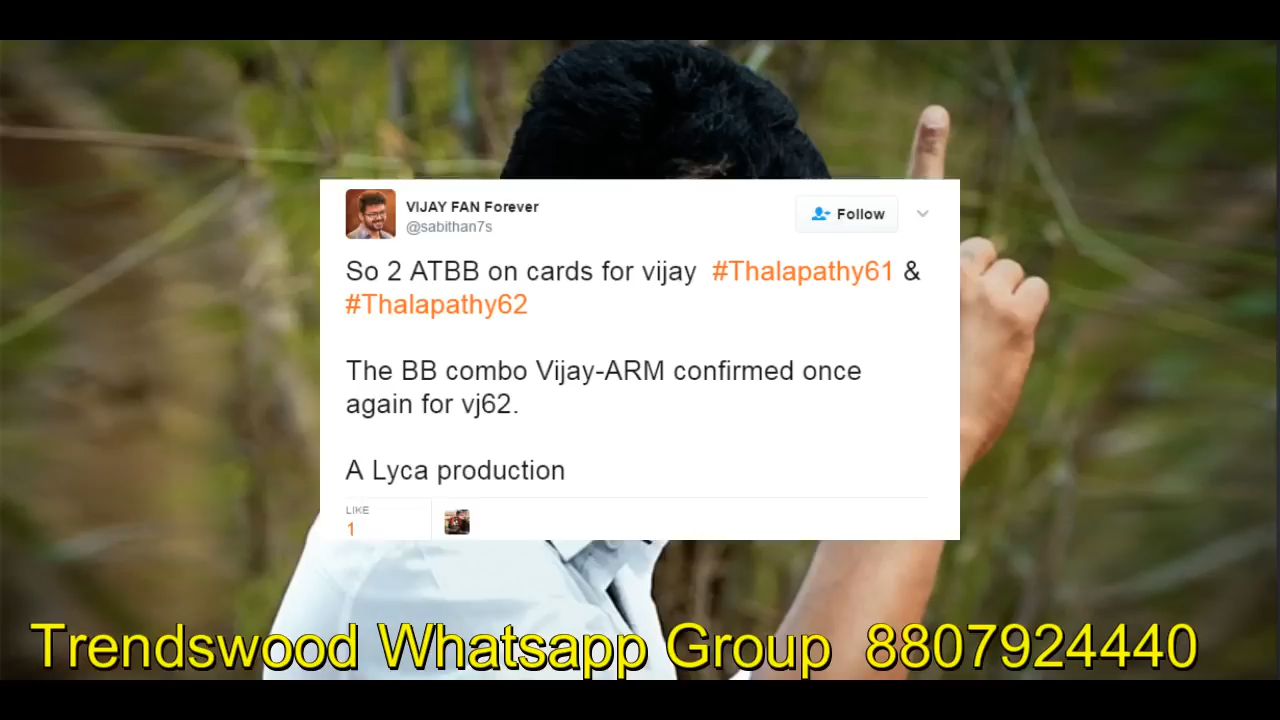 VIJAY FAN Forever
@sabithan7s
Follow
So 2 ATBB on cards for vijay #Thalapathy61 &
#Thalapathy62
The BB combo Vijay-ARM confirmed once
again for vj62.
A Lyca production
LIKE
1
Trendswood Whatsapp Group 8807924440